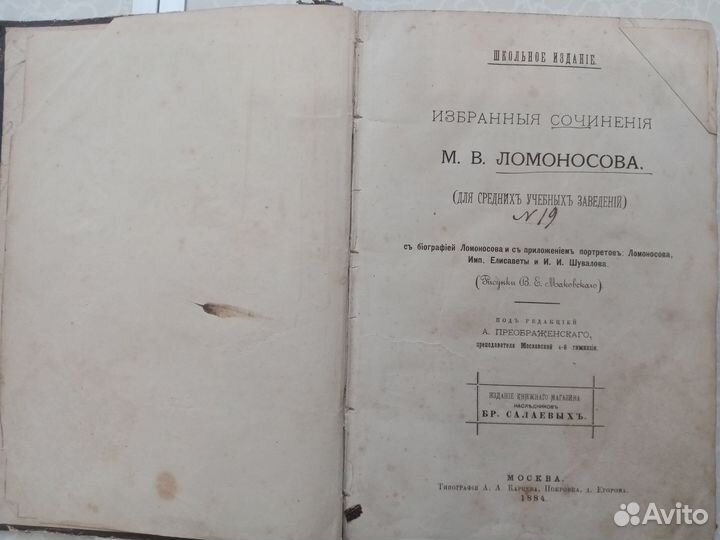 ШКОЛЬНОЕ ИЗДАНІЕ.
ИЗБРАННЫЯ СОЧИНЕНІЯ
М. В. ЛОМОНОСОВА.
(ДЛЯ СРЕДНИХЪ УЧЕБНЫХЪ ЗАВЕДЕНІЙ)
N 19
съ біографіей Ломоносова и съ приложеніемъ портретовъ: Ломоносова,
Имп. Елисаветы и И. И. Шувалова.
(Рисунки В. Е. Маковскаго)
ПОДЪ РЕДАКЦІЕЙ
А. ПРЕОБРАЖЕНСКАГО,
преподавателя Московской 4-й гимназіи.
ИЗДАНІЕ КНИЖНАГО МАГАЗИНА
НАСЛѢДНИКОВЪ
БР. САЛАЕВЫХЪ.
МОСКВА.
Типографія А. А. Карцева, Покровка, д. Егорова.
1884.
Avito